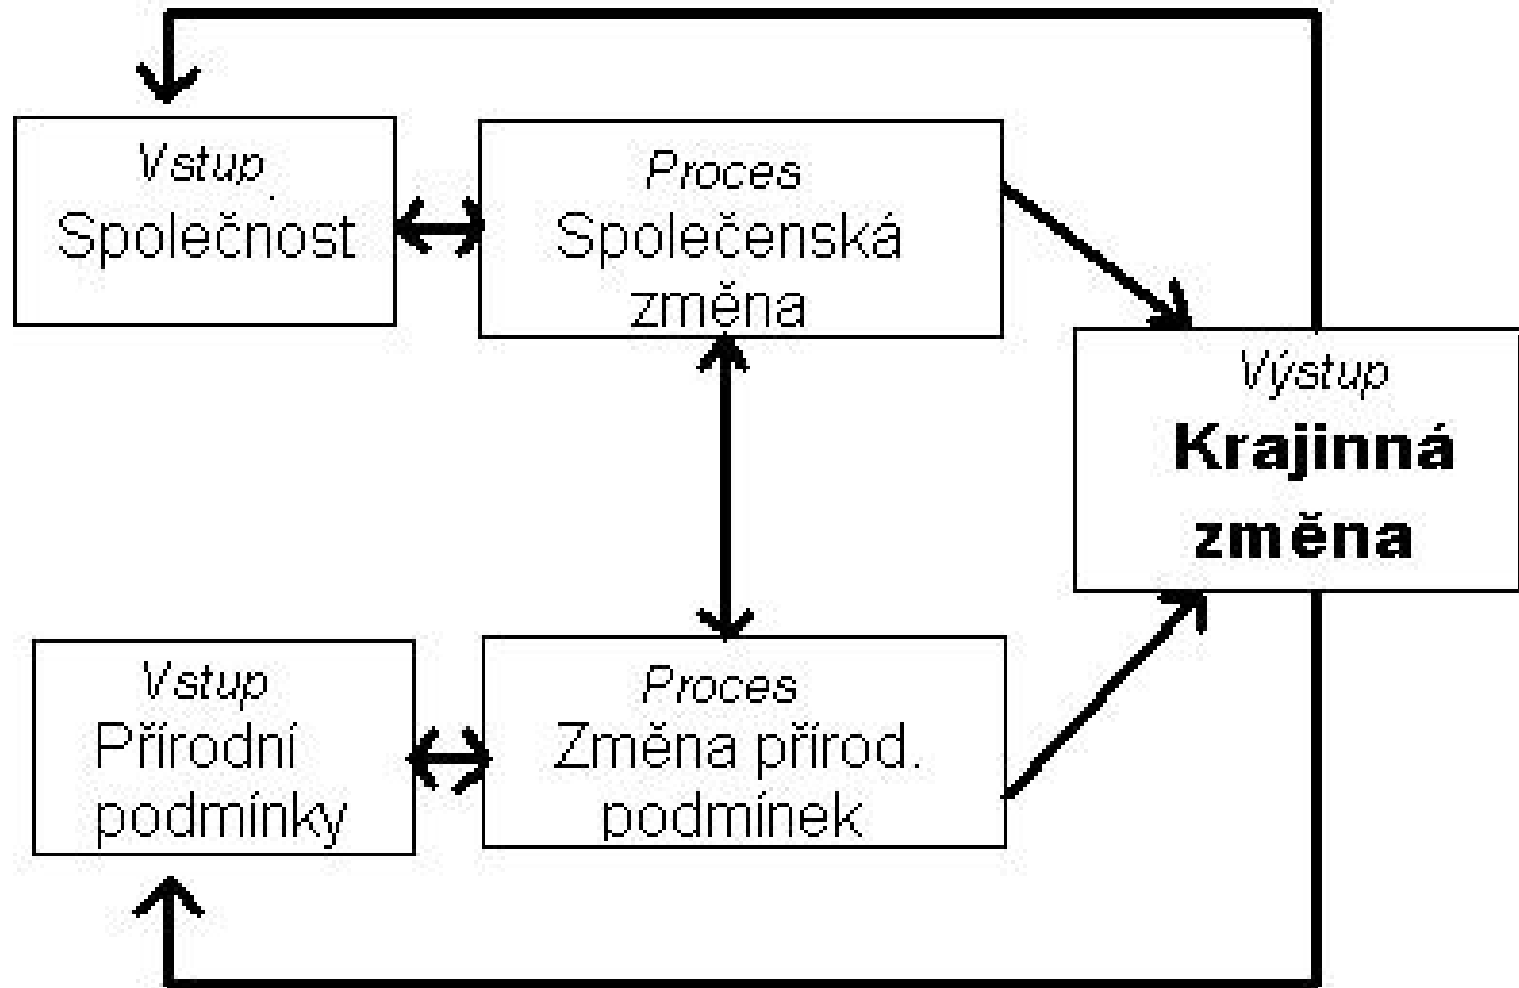 Vstup
Společnost
Proces
Společenská
změna
Výstup
Krajinná
změna
Vstup
Přírodní
podmínky
Proces
Změna přírod.
podmínek